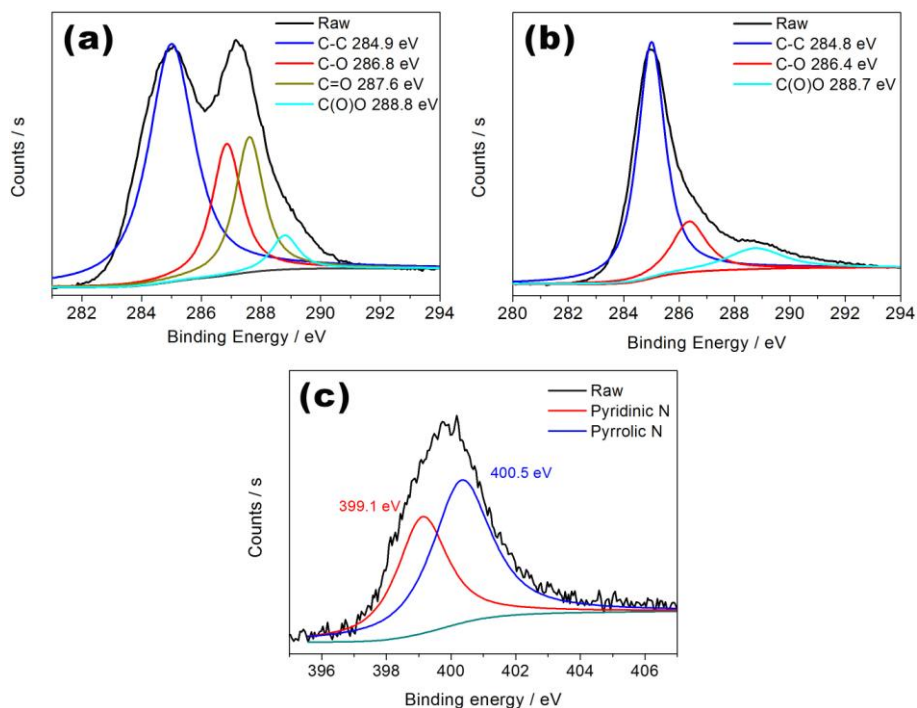 (a)
Raw
C-C 284.9 eV
C-O 286.8 eV
C=O 287.6 eV
C(O)O 288.8 eV
Counts / s
282 284 286 288 290 292 294
Binding Energy / eV
(b)
Raw
C-C 284.8 eV
C-O 286.4 eV
C(O)O 288.7 eV
Counts / s
280 282 284 286 288 290 292 294
Binding Energy / eV
(c)
Raw
Pyridinic N
Pyrrolic N
399.1 eV
400.5 eV
Counts / s
396 398 400 402 404 406
Binding energy / eV